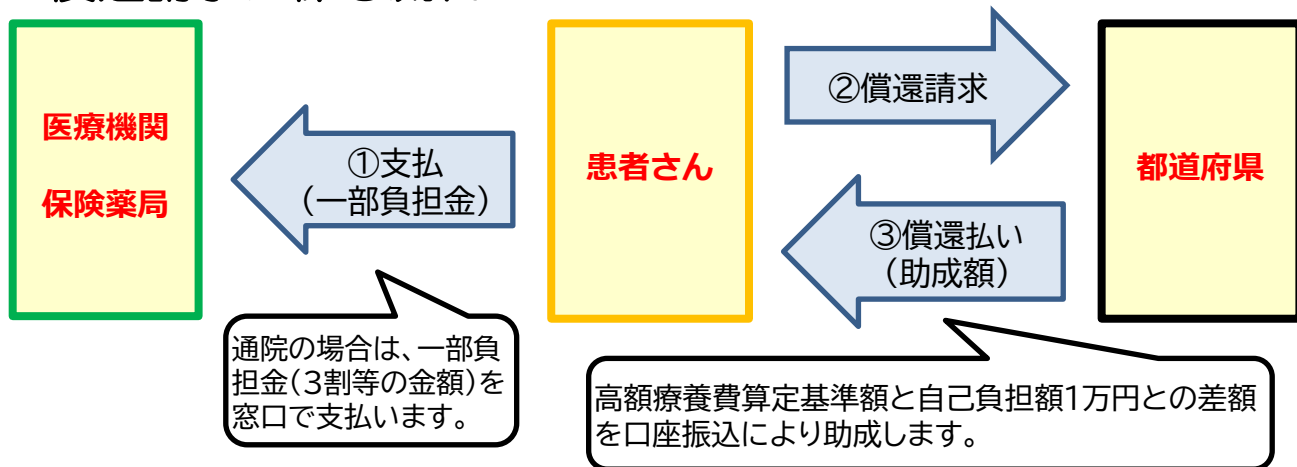 医療機関
保険薬局
①支払
（一部負担金）
患者さん
②償還請求
③償還払い
（助成額）
都道府県
通院の場合は、一部負
担金（3割等の金額）を
窓口で支払います。
高額療養費算定基準額と自己負担額1万円との差額
を口座振込により助成します。